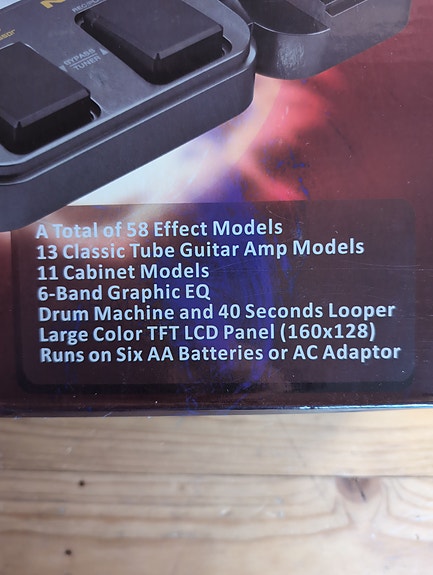 BYPASS
TUNER
A Total of 58 Effect Models
13 Classic Tube Guitar Amp Models
11 Cabinet Models
6-Band Graphic EQ
Drum Machine and 40 Seconds Looper
Large Color TFT LCD Panel (160x128)
Runs on Six AA Batteries or AC Adaptor